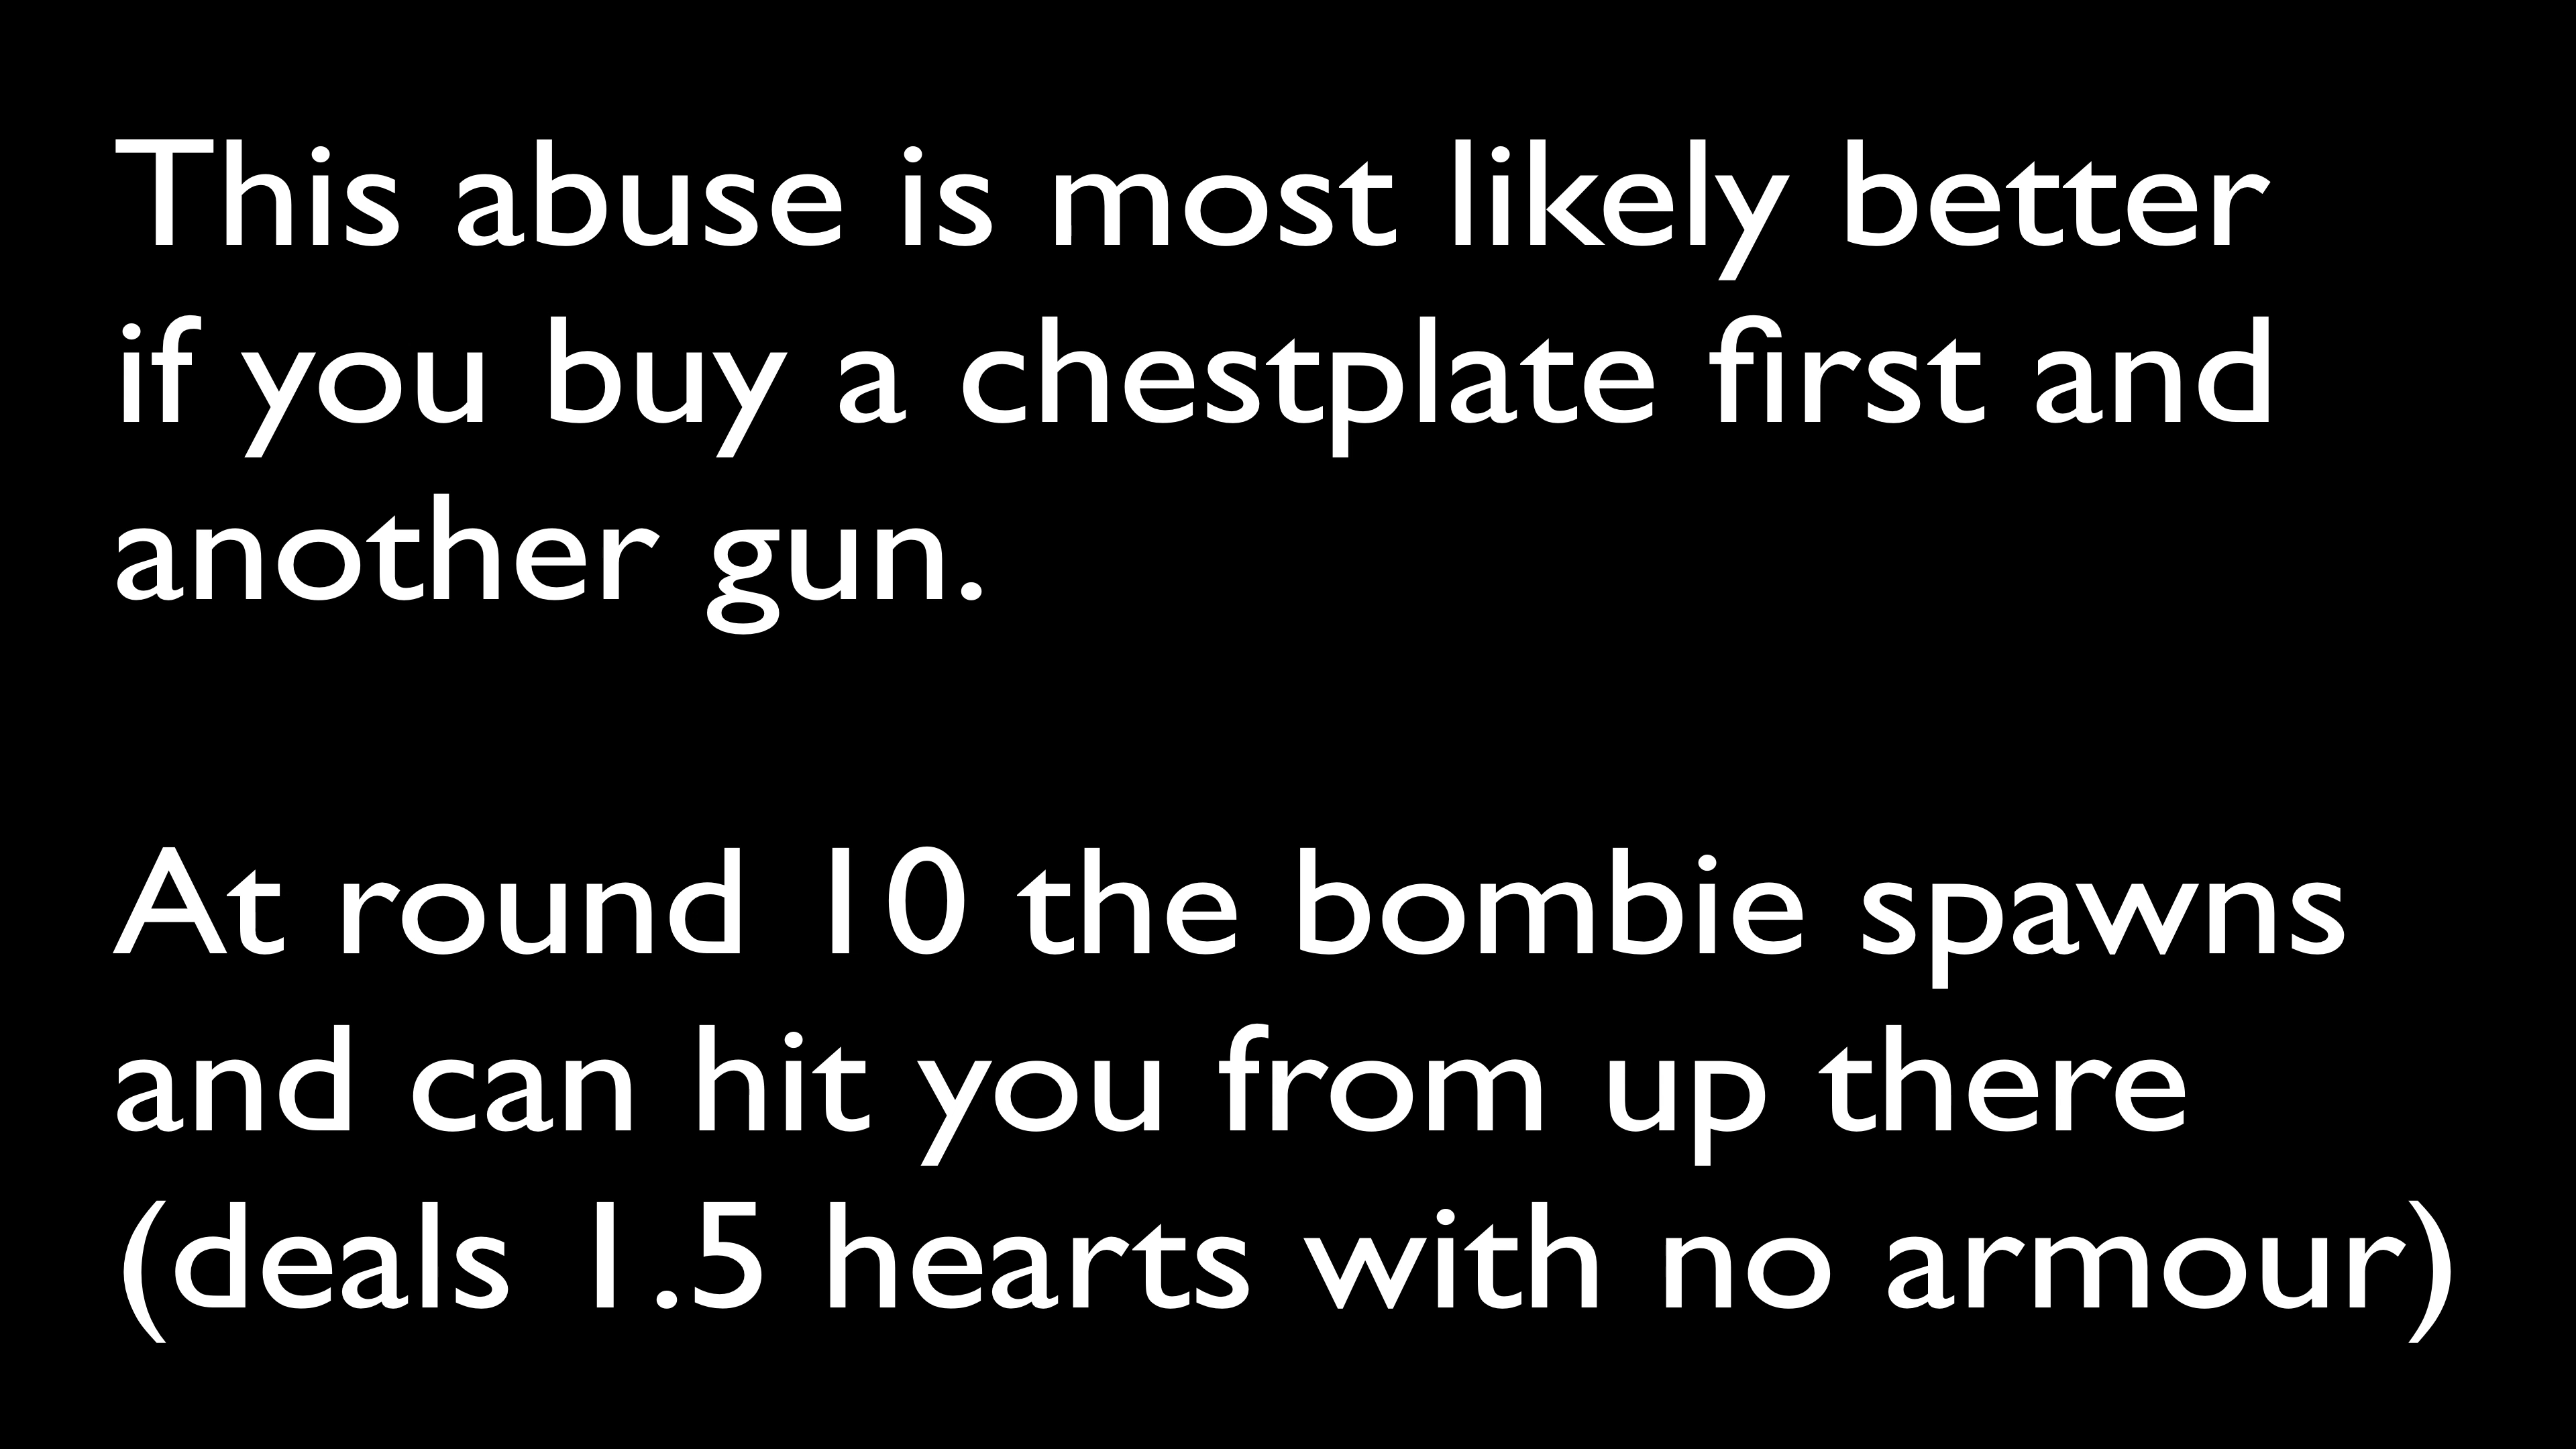 This abuse is most likely better
if you buy a chestplate first and
another gun.
At round 10 the bombie spawns
and can hit you from up there
(deals 1.5 hearts with no armour)